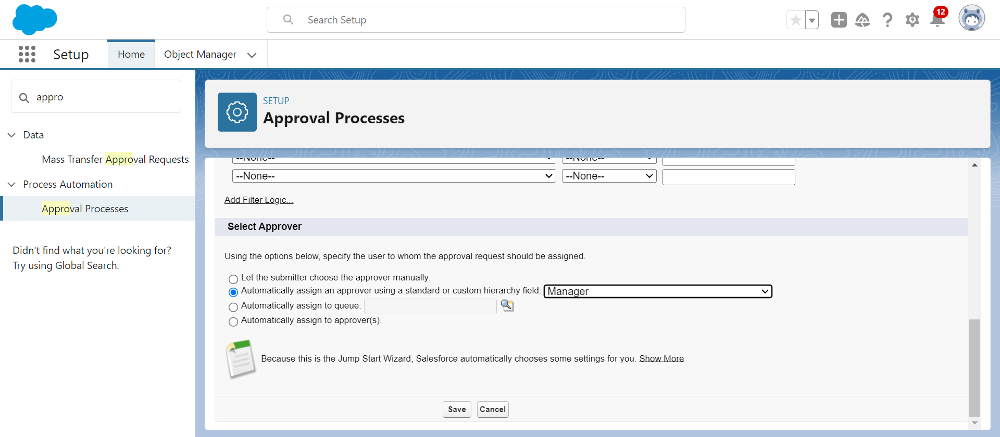 Search Setup
12
Setup
Home
Object Manager
appro
Data
Mass Transfer Approval Requests
Process Automation
Approval Processes
Didn't find what you're looking for?
Try using Global Search.
SETUP
Approval Processes
--None-- --None--
--None-- --None--
Add Filter Logic...
Select Approver
Using the options below, specify the user to whom the approval request should be assigned.
Let the submitter choose the approver manually.
Automatically assign an approver using a standard or custom hierarchy field: Manager
Automatically assign to queue.
Automatically assign to approver(s).
Because this is the Jump Start Wizard, Salesforce automatically chooses some settings for you. Show More
Save Cancel